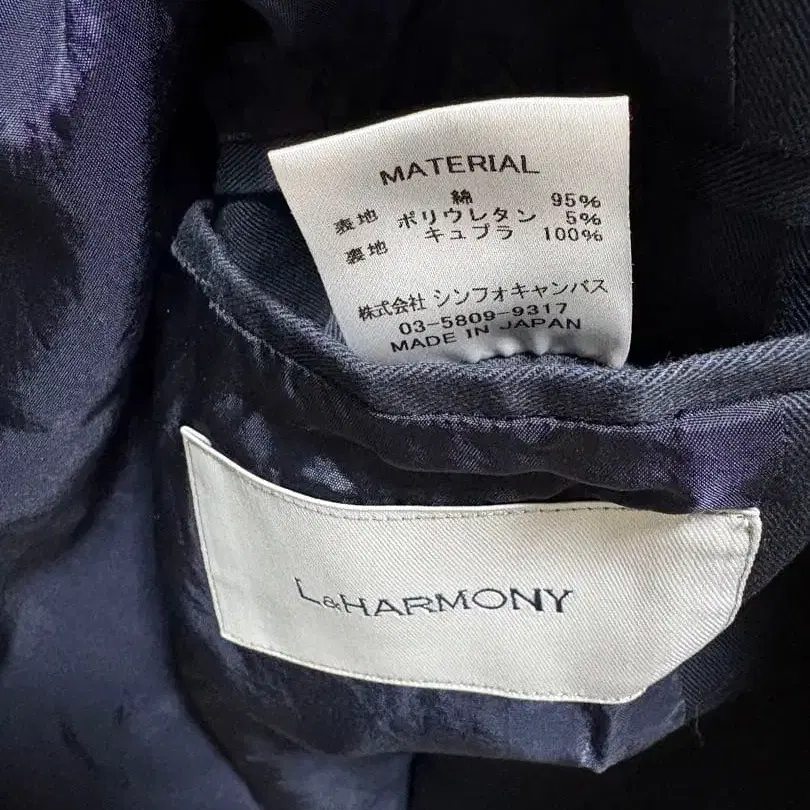 MATERIAL
表地 綿 95%
ポリウレタン 5%
裏地 キュプラ 100%
株式会社 シンフォキャンバス
03-5809-9317
MADE IN JAPAN
L&HARMONY